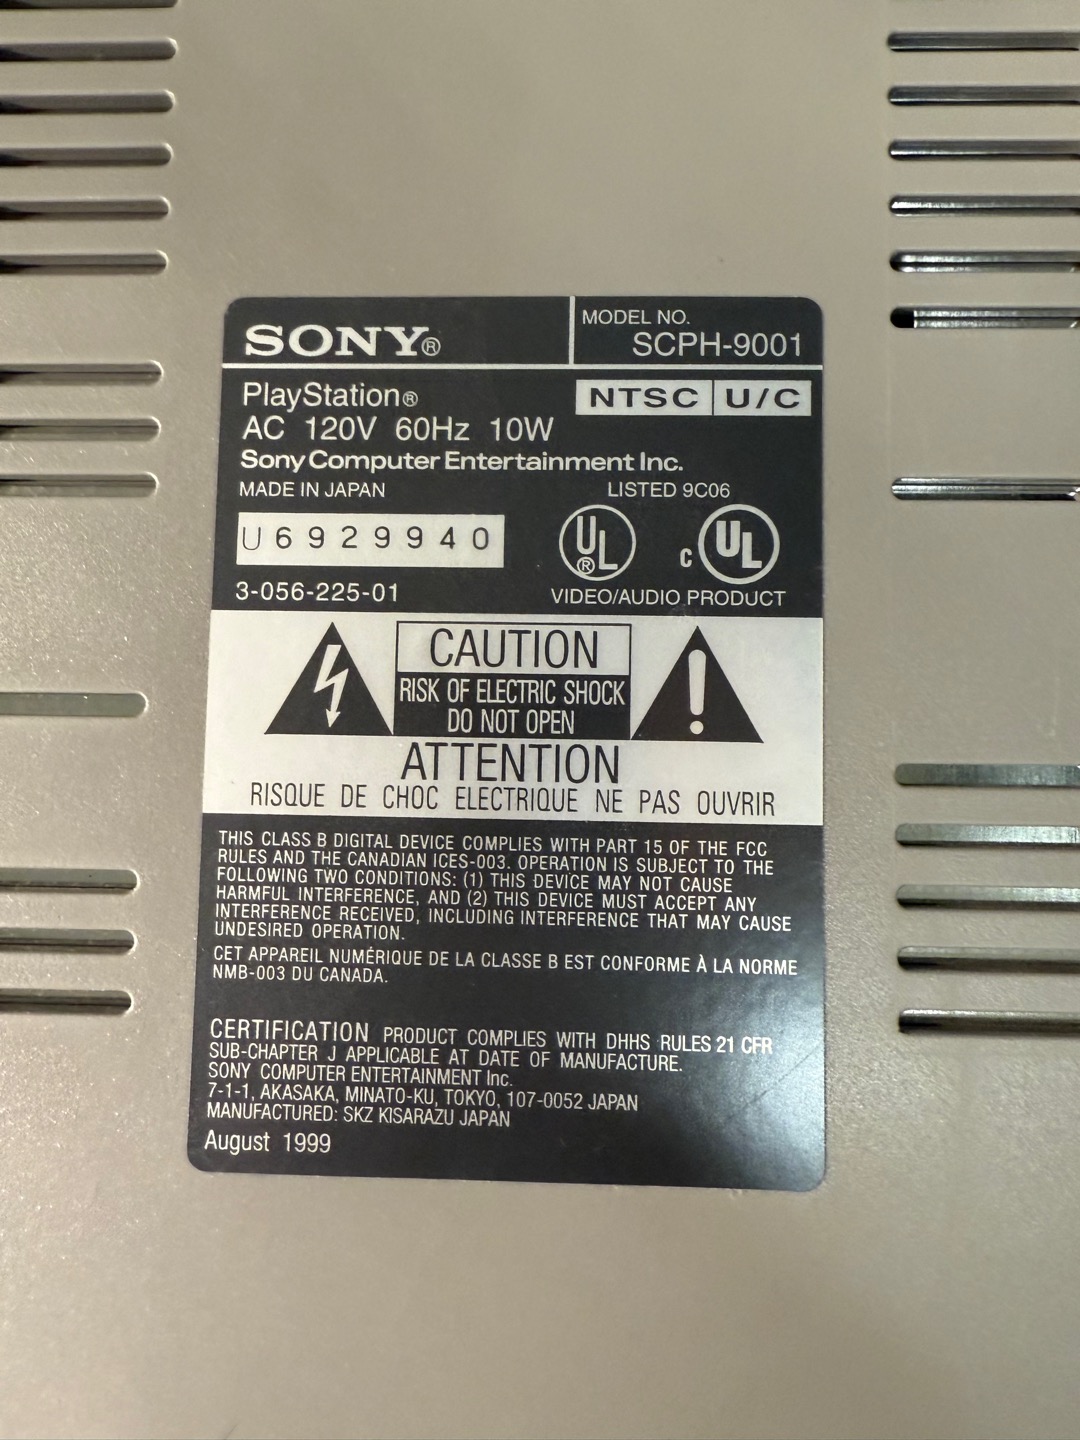 SONY®
MODEL NO.
SCPH-9001
PlayStation®
NTSC U/C
AC 120V 60Hz 10W
Sony Computer Entertainment Inc.
MADE IN JAPAN
LISTED 9C06
U6929940
UL® C UL
3-056-225-01
VIDEO/AUDIO PRODUCT
CAUTION
RISK OF ELECTRIC SHOCK
DO NOT OPEN
ATTENTION
RISQUE DE CHOC ELECTRIQUE NE PAS OUVRIR
THIS CLASS B DIGITAL DEVICE COMPLIES WITH PART 15 OF THE FCC
RULES AND THE CANADIAN ICES-003. OPERATION IS SUBJECT TO THE
FOLLOWING TWO CONDITIONS: (1) THIS DEVICE MAY NOT CAUSE
HARMFUL INTERFERENCE, AND (2) THIS DEVICE MUST ACCEPT ANY
INTERFERENCE RECEIVED, INCLUDING INTERFERENCE THAT MAY CAUSE
UNDESIRED OPERATION.
CET APPAREIL NUMÉRIQUE DE LA CLASSE B EST CONFORME À LA NORME
NMB-003 DU CANADA.
CERTIFICATION PRODUCT COMPLIES WITH DHHS RULES 21 CFR
SUB-CHAPTER J APPLICABLE AT DATE OF MANUFACTURE.
SONY COMPUTER ENTERTAINMENT Inc.
7-1-1, AKASAKA, MINATO-KU, TOKYO, 107-0052 JAPAN
MANUFACTURED: SKZ KISARAZU JAPAN
August 1999